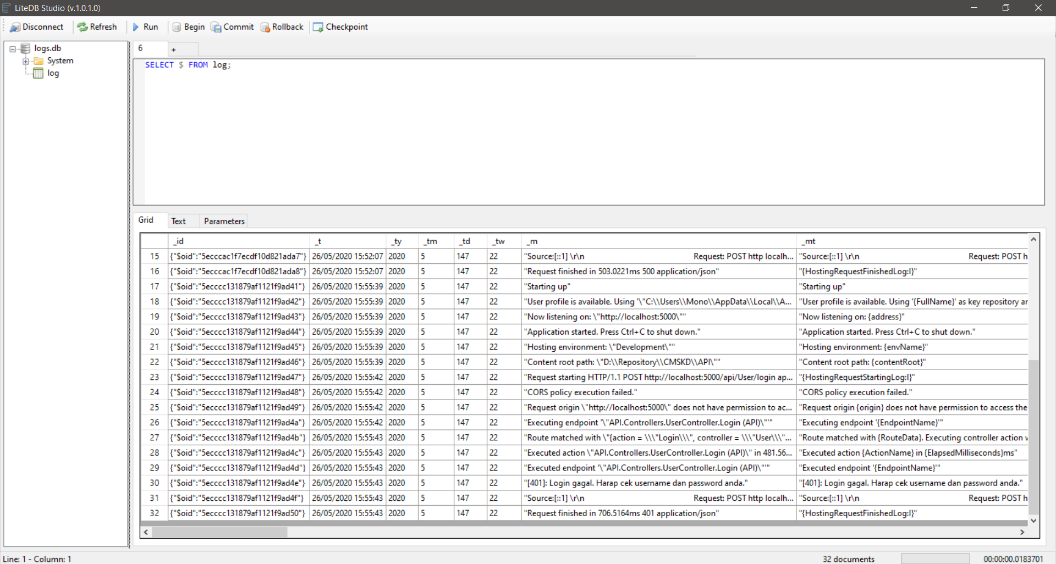 LiteDB Studio (v.1.0.1.0)
Disconnect Refresh Run Begin Commit Rollback Checkpoint
logs.db
System
log
6 +
SELECT $ FROM log;
Grid Text Parameters
_id _t _ty _tm _td _tw _m _mt
15 {"$oid":"5ecccac1f7ecdf10d821ada7"} 26/05/2020 15:52:07 2020 5 147 22 "Source:[::1] \r\n Request: POST http localh... "Source:[::1] \r\n Request: POST h
16 {"$oid":"5ecccac1f7ecdf10d821ada8"} 26/05/2020 15:52:07 2020 5 147 22 "Request finished in 503.0221ms 500 application/json" "{HostingRequestFinishedLog:l}"
17 {"$oid":"5ecccc131879af1121f9ad41"} 26/05/2020 15:55:39 2020 5 147 22 "Starting up" "Starting up"
18 {"$oid":"5ecccc131879af1121f9ad42"} 26/05/2020 15:55:39 2020 5 147 22 "User profile is available. Using '\"C:\\Users\\Mono\\AppData\\Local\\A... "User profile is available. Using '{FullName}' as key repository ar
19 {"$oid":"5ecccc131879af1121f9ad43"} 26/05/2020 15:55:39 2020 5 147 22 "Now listening on: \"http://localhost:5000\"" "Now listening on: {address}"
20 {"$oid":"5ecccc131879af1121f9ad44"} 26/05/2020 15:55:39 2020 5 147 22 "Application started. Press Ctrl+C to shut down." "Application started. Press Ctrl+C to shut down."
21 {"$oid":"5ecccc131879af1121f9ad45"} 26/05/2020 15:55:39 2020 5 147 22 "Hosting environment: \"Development\"" "Hosting environment: {envName}"
22 {"$oid":"5ecccc131879af1121f9ad46"} 26/05/2020 15:55:39 2020 5 147 22 "Content root path: \"D:\\Repository\\CMSKD\\API\"" "Content root path: {contentRoot}"
23 {"$oid":"5ecccc131879af1121f9ad47"} 26/05/2020 15:55:42 2020 5 147 22 "Request starting HTTP/1.1 POST http://localhost:5000/api/User/login ap... "{HostingRequestStartingLog:l}"
24 {"$oid":"5ecccc131879af1121f9ad48"} 26/05/2020 15:55:42 2020 5 147 22 "CORS policy execution failed." "CORS policy execution failed."
25 {"$oid":"5ecccc131879af1121f9ad49"} 26/05/2020 15:55:42 2020 5 147 22 "Request origin \"http://localhost:5000\" does not have permission to ac... "Request origin {origin} does not have permission to access the
26 {"$oid":"5ecccc131879af1121f9ad4a"} 26/05/2020 15:55:42 2020 5 147 22 "Executing endpoint '\"API.Controllers.UserController.Login (API)\"'" "Executing endpoint '{EndpointName}'"
27 {"$oid":"5ecccc131879af1121f9ad4b"} 26/05/2020 15:55:43 2020 5 147 22 "Route matched with \"{action = \\\"Login\\\", controller = \\\"User\\\"... "Route matched with {RouteData}. Executing controller action v
28 {"$oid":"5ecccc131879af1121f9ad4c"} 26/05/2020 15:55:43 2020 5 147 22 "Executed action \"API.Controllers.UserController.Login (API)\" in 481.56... "Executed action {ActionName} in {ElapsedMilliseconds}ms"
29 {"$oid":"5ecccc131879af1121f9ad4d"} 26/05/2020 15:55:43 2020 5 147 22 "Executed endpoint '\"API.Controllers.UserController.Login (API)\"'" "Executed endpoint '{EndpointName}'"
30 {"$oid":"5ecccc131879af1121f9ad4e"} 26/05/2020 15:55:43 2020 5 147 22 "[401]: Login gagal. Harap cek username dan password anda." "[401]: Login gagal. Harap cek username dan password anda."
31 {"$oid":"5ecccc131879af1121f9ad4f"} 26/05/2020 15:55:43 2020 5 147 22 "Source:[::1] \r\n Request: POST http localh... "Source:[::1] \r\n Request: POST h
32 {"$oid":"5ecccc131879af1121f9ad50"} 26/05/2020 15:55:43 2020 5 147 22 "Request finished in 706.5164ms 401 application/json" "{HostingRequestFinishedLog:l}"
Line: 1 - Column: 1 32 documents 00:00:00.0183701